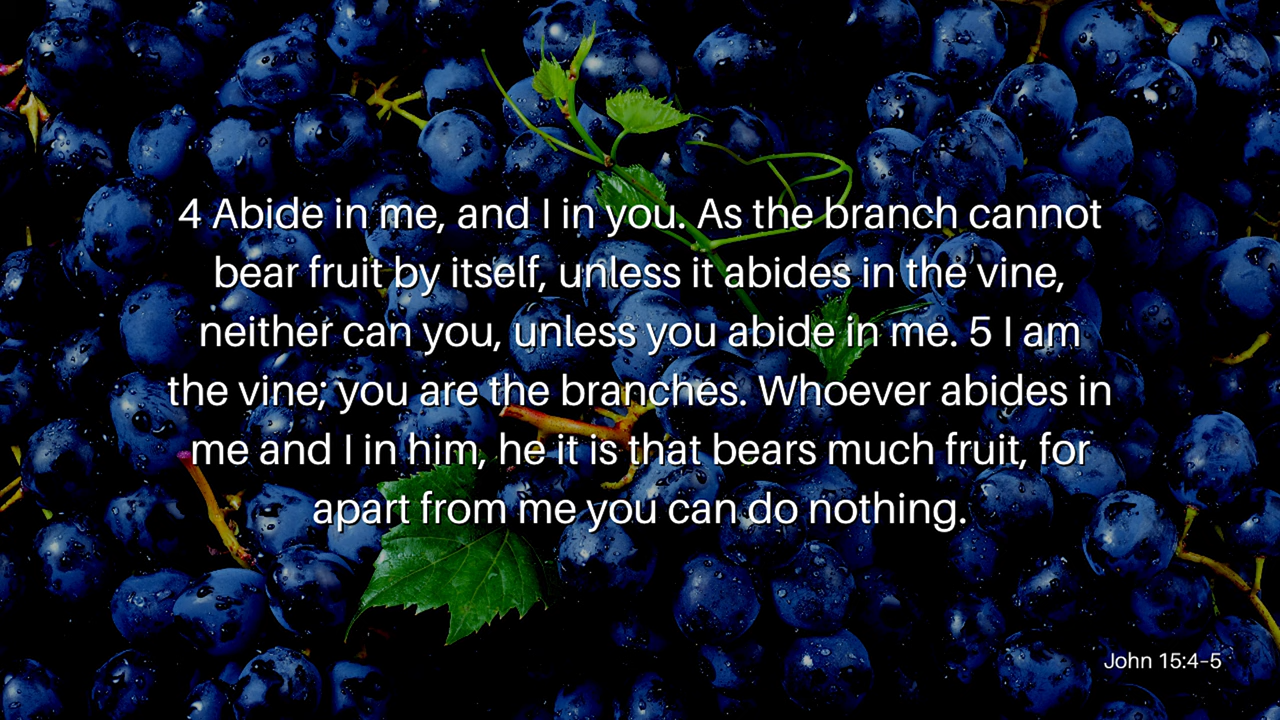 4 Abide in me, and I in you. As the branch cannot
bear fruit by itself, unless it abides in the vine,
neither can you, unless you abide in me. 5 I am
the vine; you are the branches. Whoever abides in
me and I in him, he it is that bears much fruit, for
apart from me you can do nothing.
John 15:4–5